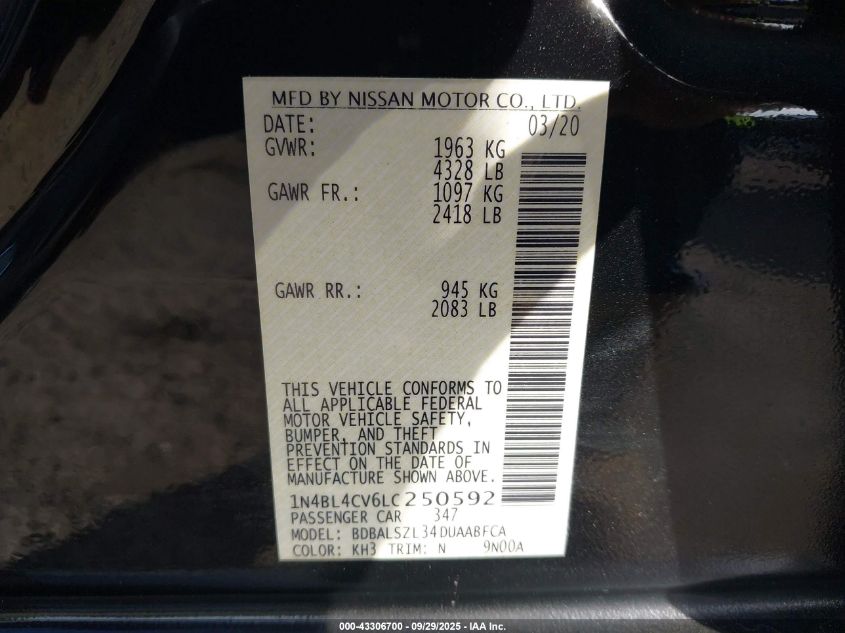 MFD BY NISSAN MOTOR CO., LTD.
DATE: 03/20
GVWR: 1963 KG
4328 LB
GAWR FR.: 1097 KG
2418 LB
GAWR RR.: 945 KG
2083 LB
THIS VEHICLE CONFORMS TO
ALL APPLICABLE FEDERAL
MOTOR VEHICLE SAFETY,
BUMPER, AND THEFT
PREVENTION STANDARDS IN
EFFECT ON THE DATE OF
MANUFACTURE SHOWN ABOVE.
1N4BL4CV6LC250592
PASSENGER CAR 347
MODEL: BDBALSZL34DUAABFCA
COLOR: KH3 TRIM: N 9N00A
000-43306700 - 09/29/2025 - IAA Inc.